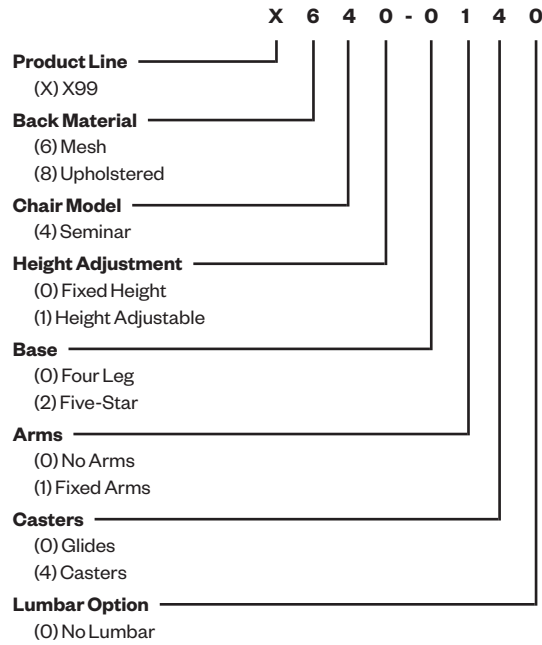 X 6 4 0 - 0 1 4 0
Product Line
(X) X99
Back Material
(6) Mesh
(8) Upholstered
Chair Model
(4) Seminar
Height Adjustment
(0) Fixed Height
(1) Height Adjustable
Base
(0) Four Leg
(2) Five-Star
Arms
(0) No Arms
(1) Fixed Arms
Casters
(0) Glides
(4) Casters
Lumbar Option
(0) No Lumbar